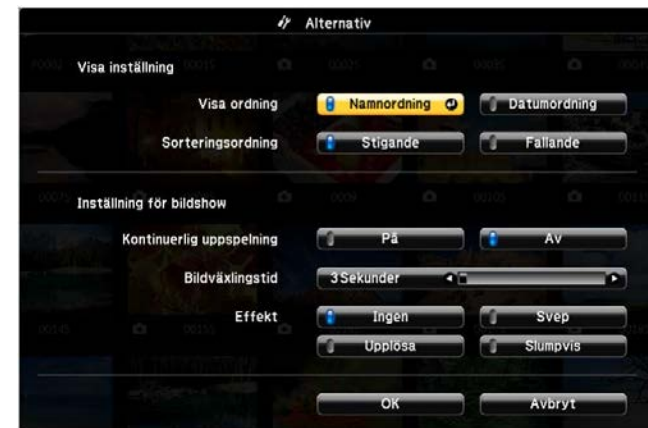 Alternativ
Visa inställning
Visa ordning Namnordning Datumordning
Sorteringsordning Stigande Fallande
Inställning för bildshow
Kontinuerlig uppspelning På Av
Bildväxlingstid 3Sekunder
Effekt Ingen Svep
Upplösa Slumpvis
OK Avbryt